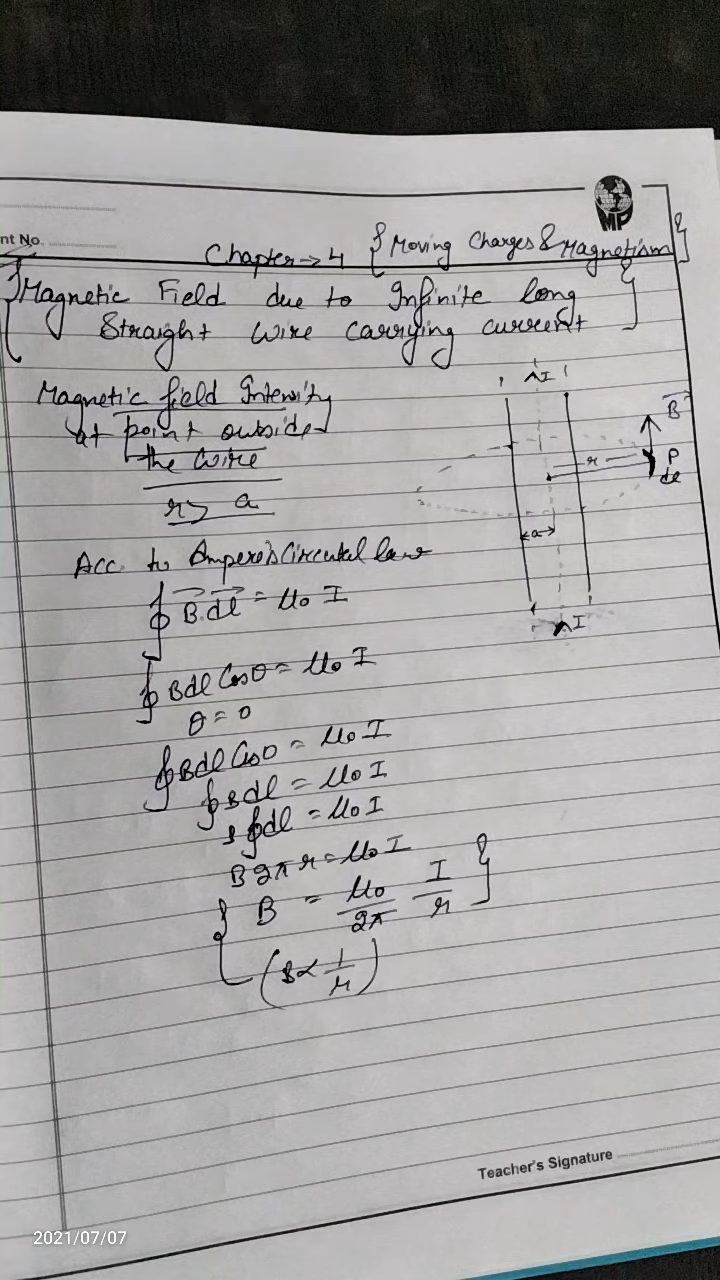 MP
nt No.
Chapter → 4 { Moving Charges & Magnetism }
{ Magnetic Field due to Infinite long
Straight wire carrying current }
Magnetic field Intensity
at point outside
the wire
r > a
I
B
r
P
dl
a
I
Acc. to Ampere's Circuital law
∮ B⃗.dl⃗ = μ₀ I
∮ Bdl Cosθ = μ₀ I
θ = 0
∮ Bdl Cos0 = μ₀ I
∮ Bdl = μ₀ I
B ∮ dl = μ₀ I
B 2π r = μ₀ I
{ B = μ₀/2π I/r }
(B ∝ 1/r)
Teacher's Signature
2021/07/07